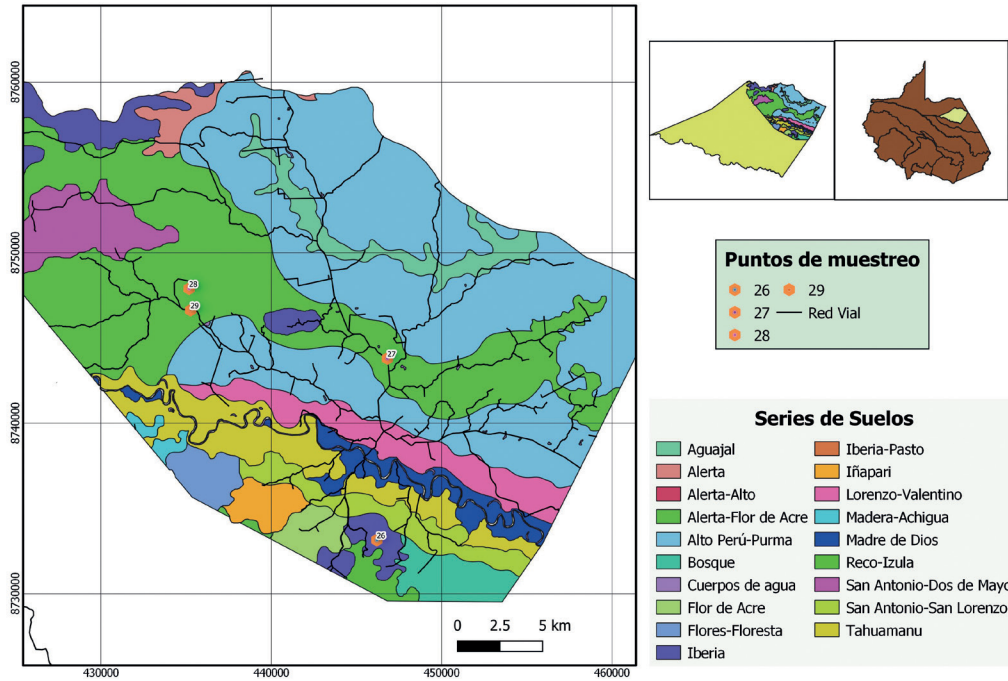 8760000
8750000
8740000
8730000
28
29
27
26
0 2.5 5 km
430000 440000 450000 460000
Puntos de muestreo
26 29
27 Red Vial
28
Series de Suelos
Aguajal
Alerta
Alerta-Alto
Alerta-Flor de Acre
Alto Perú-Purma
Bosque
Cuerpos de agua
Flor de Acre
Flores-Floresta
Iberia
Iberia-Pasto
Iñapari
Lorenzo-Valentino
Madera-Achigua
Madre de Dios
Reco-Izula
San Antonio-Dos de Mayo
San Antonio-San Lorenzo
Tahuamanu